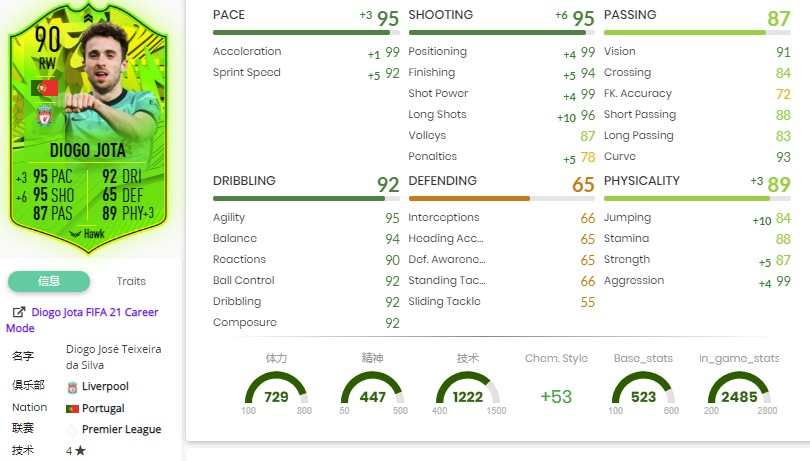 90
RW
DIOGO JOTA
+3 95 PAC 92 DRI
+6 95 SHO 65 DEF
87 PAS 89 PHY+3
Hawk
信息 Traits
Diogo Jota FIFA 21 Career
Mode
名字 Diogo José Teixeira
da Silva
俱乐部 Liverpool
Nation Portugal
联赛 Premier League
技术 4★
PACE +3 95
Acceleration +1 99
Sprint Speed +5 92
SHOOTING +6 95
Positioning +4 99
Finishing +5 94
Shot Power +4 99
Long Shots +10 96
Volleys 87
Penalties +5 78
PASSING 87
Vision 91
Crossing 84
FK. Accuracy 72
Short Passing 88
Long Passing 83
Curve 93
DRIBBLING 92
Agility 95
Balance 94
Reactions 90
Ball Control 92
Dribbling 92
Composure 92
DEFENDING 65
Interceptions 66
Heading Acc... 65
Def. Awarene... 65
Standing Tac... 66
Sliding Tackle 55
PHYSICALITY +3 89
Jumping +10 84
Stamina 88
Strength +5 87
Aggression +4 99
体力 精神 技术 Chem. Style Base_stats In_game_stats
729 447 1222 +53 523 2485
100 800 50 500 400 1500 100 800 200 2800